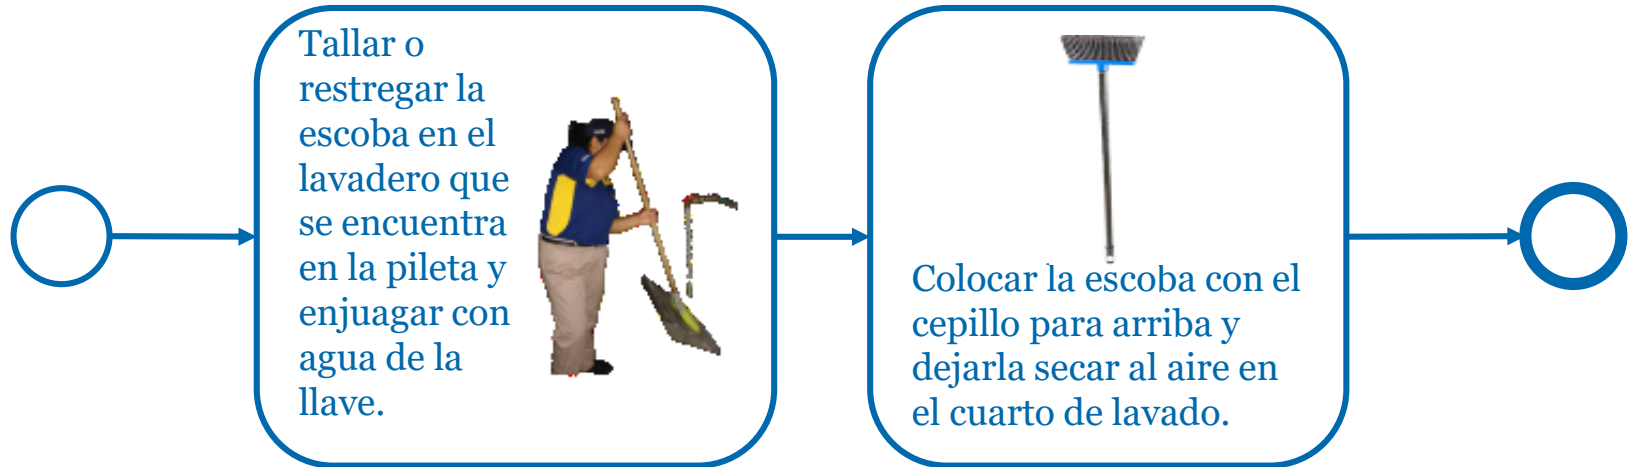 Tallar o
restregar la
escoba en el
lavadero que
se encuentra
en la pileta y
enjuagar con
agua de la
llave.
Colocar la escoba con el
cepillo para arriba y
dejarla secar al aire en
el cuarto de lavado.